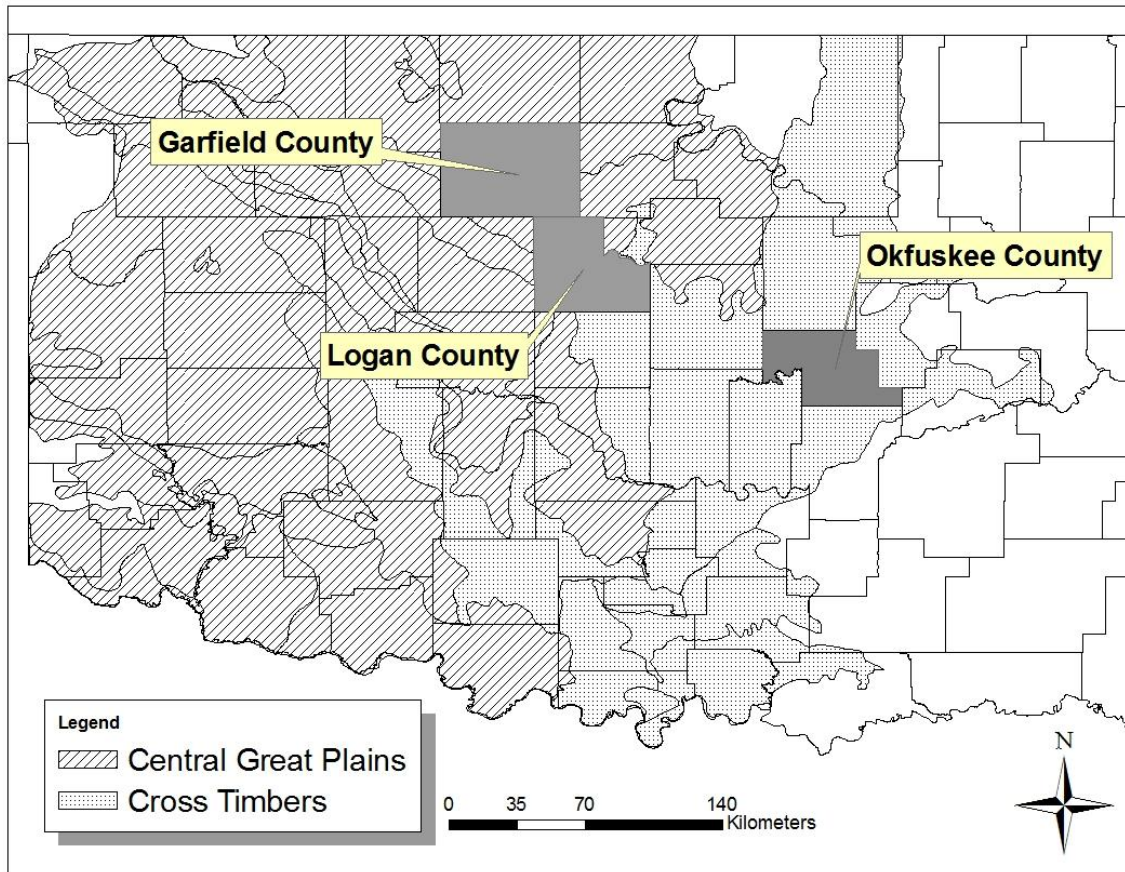 Garfield County
Okfuskee County
Logan County
Legend
Central Great Plains
Cross Timbers
0 35 70 140
Kilometers
N